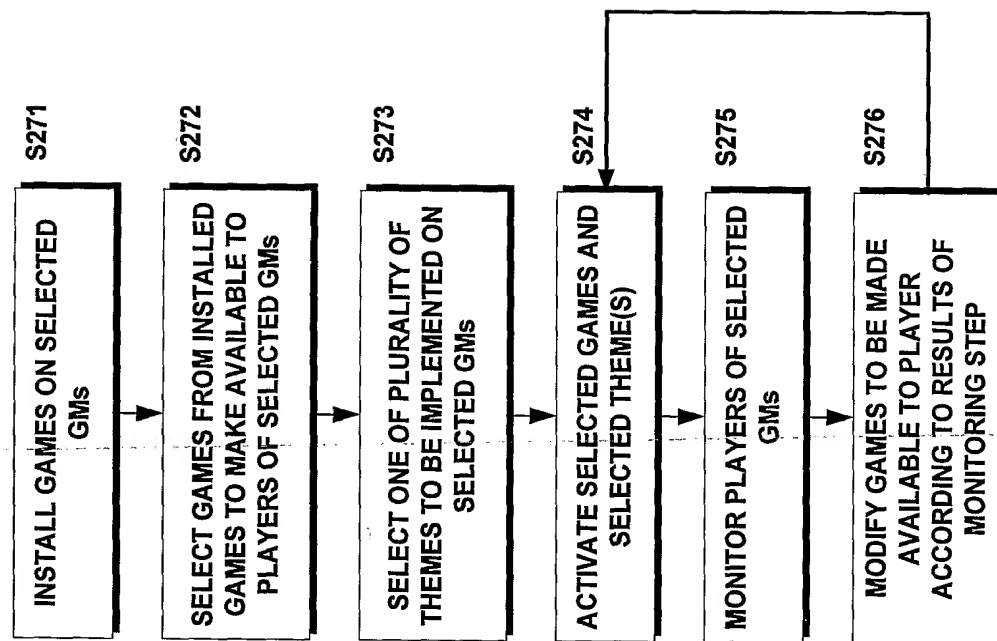 S271
INSTALL GAMES ON SELECTED
GMs
S272
SELECT GAMES FROM INSTALLED
GAMES TO MAKE AVAILABLE TO
PLAYERS OF SELECTED GMs
S273
SELECT ONE OF PLURALITY OF
THEMES TO BE IMPLEMENTED ON
SELECTED GMs
S274
ACTIVATE SELECTED GAMES AND
SELECTED THEME(S)
S275
MONITOR PLAYERS OF SELECTED
GMs
S276
MODIFY GAMES TO BE MADE
AVAILABLE TO PLAYER
ACCORDING TO RESULTS OF
MONITORING STEP